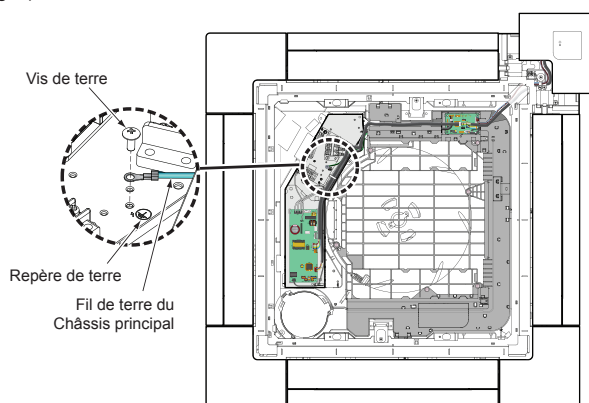 Vis de terre
Repère de terre
Fil de terre du
Châssis principal